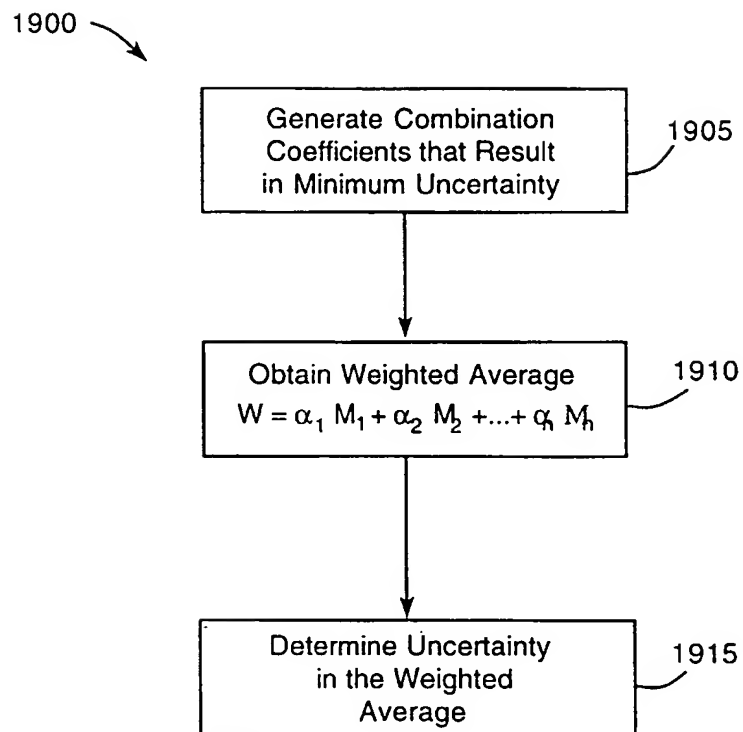 1900
Generate Combination
Coefficients that Result
in Minimum Uncertainty
1905
Obtain Weighted Average
W = α₁ M₁ + α₂ M₂ +...+ αₙ Mₙ
1910
Determine Uncertainty
in the Weighted
Average
1915